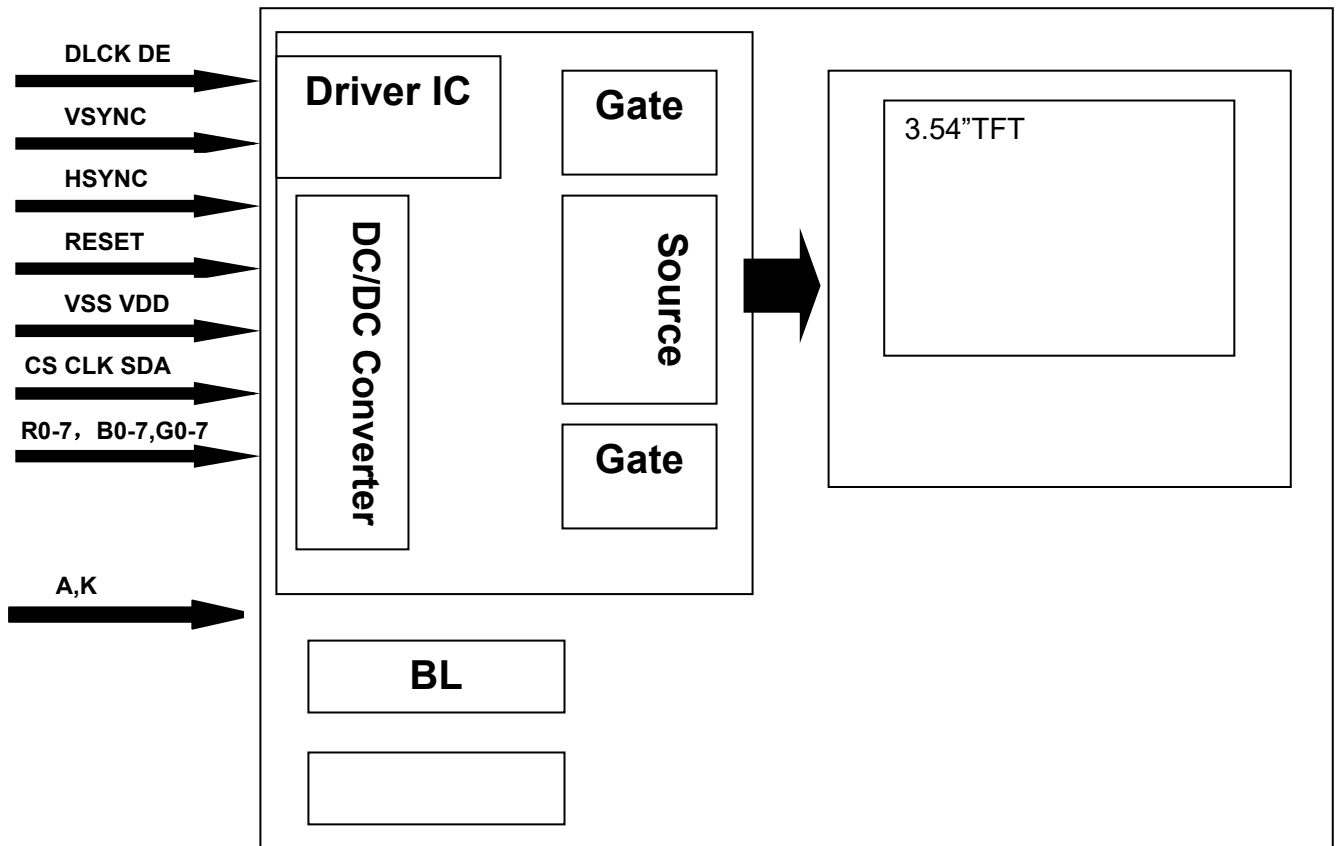 DLCK DE
VSYNC
HSYNC
RESET
VSS VDD
CS CLK SDA
R0-7，B0-7,G0-7
A,K
Driver IC
DC/DC Converter
Gate
Source
Gate
BL
3.54”TFT